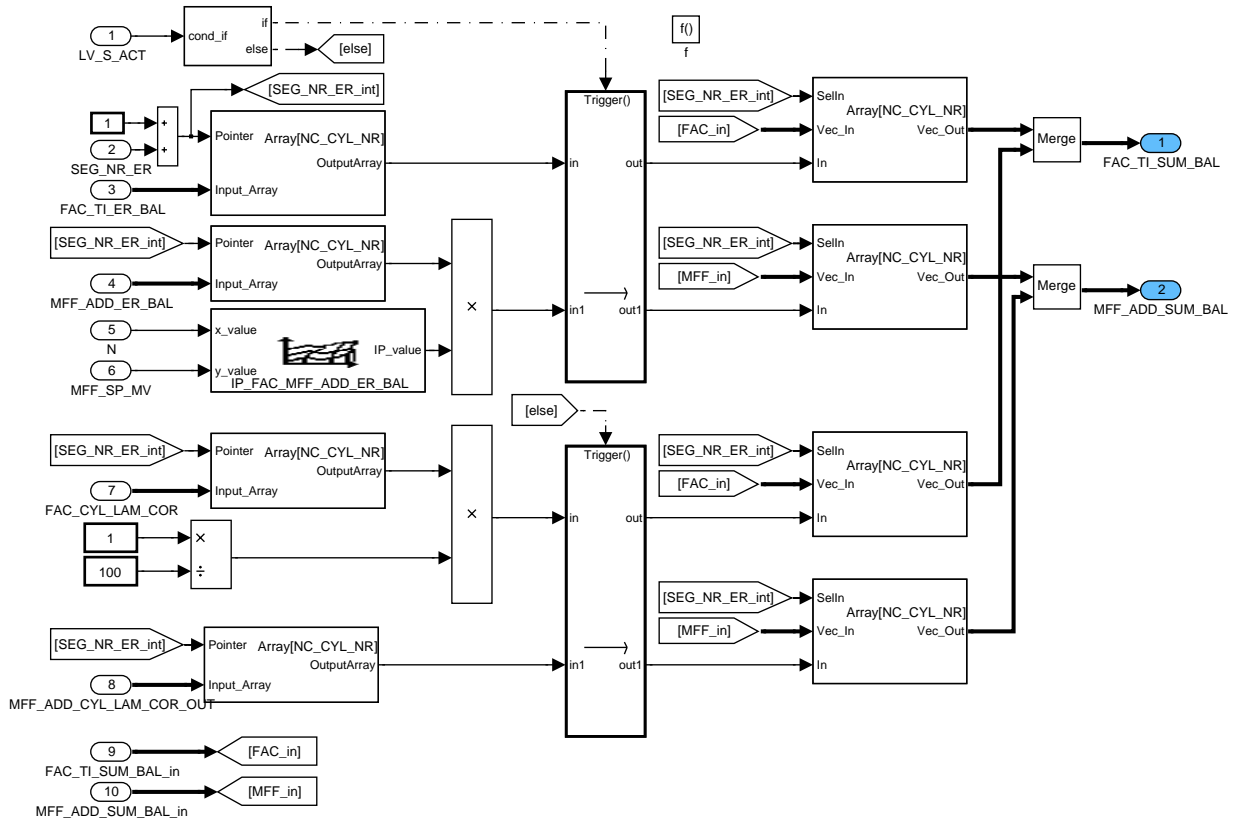 1
LV_S_ACT
cond_if
if
else
[else]
f()
f
[SEG_NR_ER_int]
1
+
+
2
SEG_NR_ER
3
FAC_TI_ER_BAL
Pointer
Array[NC_CYL_NR]
OutputArray
Input_Array
Trigger()
in
out
in1
out1
[SEG_NR_ER_int]
[FAC_in]
SelIn
Array[NC_CYL_NR]
Vec_In
Vec_Out
In
Merge
1
FAC_TI_SUM_BAL
[SEG_NR_ER_int]
4
MFF_ADD_ER_BAL
Pointer
Array[NC_CYL_NR]
OutputArray
Input_Array
×
[SEG_NR_ER_int]
[MFF_in]
SelIn
Array[NC_CYL_NR]
Vec_In
Vec_Out
In
Merge
2
MFF_ADD_SUM_BAL
5
N
6
MFF_SP_MV
x_value
IP_value
y_value
IP_FAC_MFF_ADD_ER_BAL
[else]
[SEG_NR_ER_int]
7
FAC_CYL_LAM_COR
Pointer
Array[NC_CYL_NR]
OutputArray
Input_Array
×
1
100
×
÷
Trigger()
in
out
in1
out1
[SEG_NR_ER_int]
[FAC_in]
SelIn
Array[NC_CYL_NR]
Vec_In
Vec_Out
In
[SEG_NR_ER_int]
8
MFF_ADD_CYL_LAM_COR_OUT
Pointer
Array[NC_CYL_NR]
OutputArray
Input_Array
[SEG_NR_ER_int]
[MFF_in]
SelIn
Array[NC_CYL_NR]
Vec_In
Vec_Out
In
9
[FAC_in]
FAC_TI_SUM_BAL_in
10
[MFF_in]
MFF_ADD_SUM_BAL_in